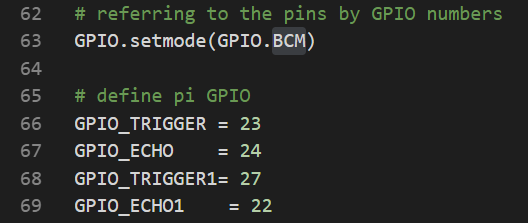 62 # referring to the pins by GPIO numbers
63 GPIO.setmode(GPIO.BCM)
64
65 # define pi GPIO
66 GPIO_TRIGGER = 23
67 GPIO_ECHO    = 24
68 GPIO_TRIGGER1= 27
69 GPIO_ECHO1    = 22